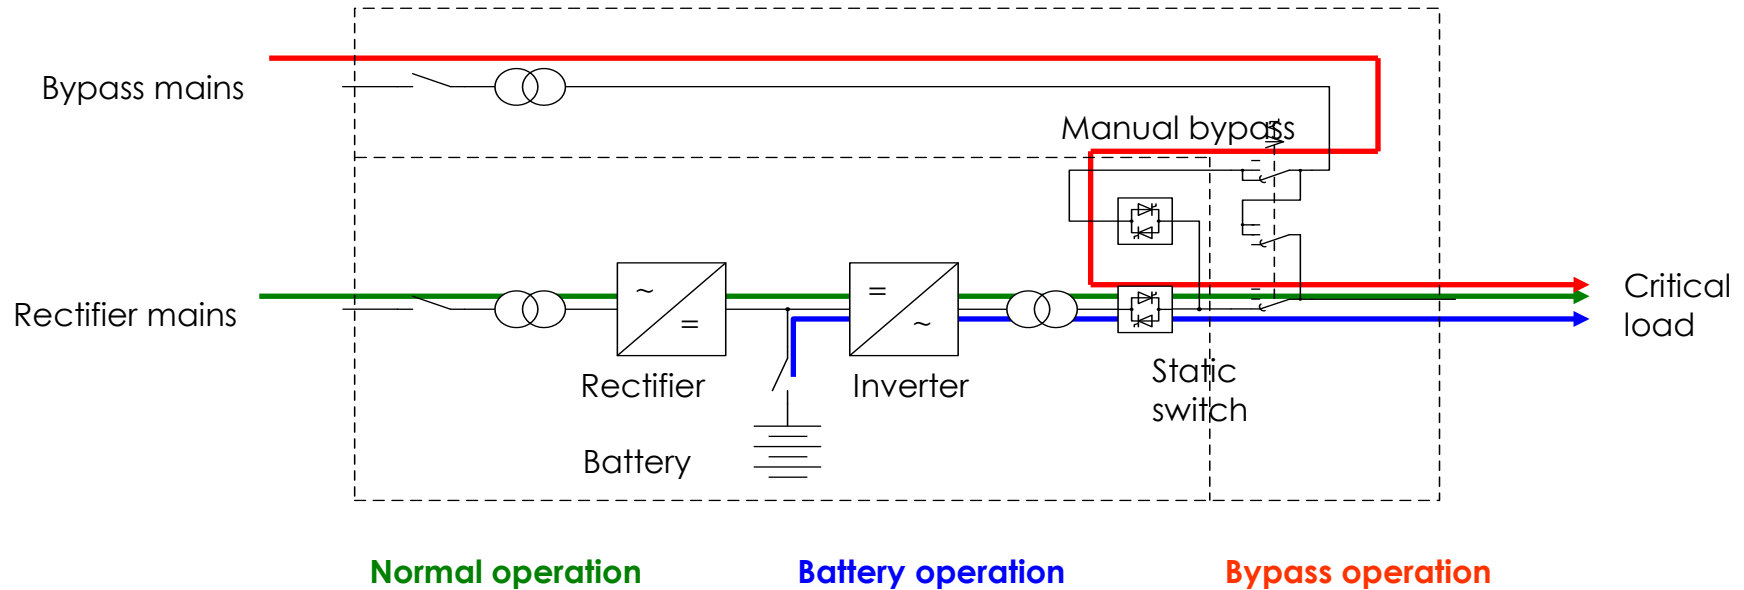 Bypass mains
Manual bypass
Rectifier mains
~
=
=
~
Critical
load
Rectifier
Inverter
Static
switch
Battery
Normal operation
Battery operation
Bypass operation